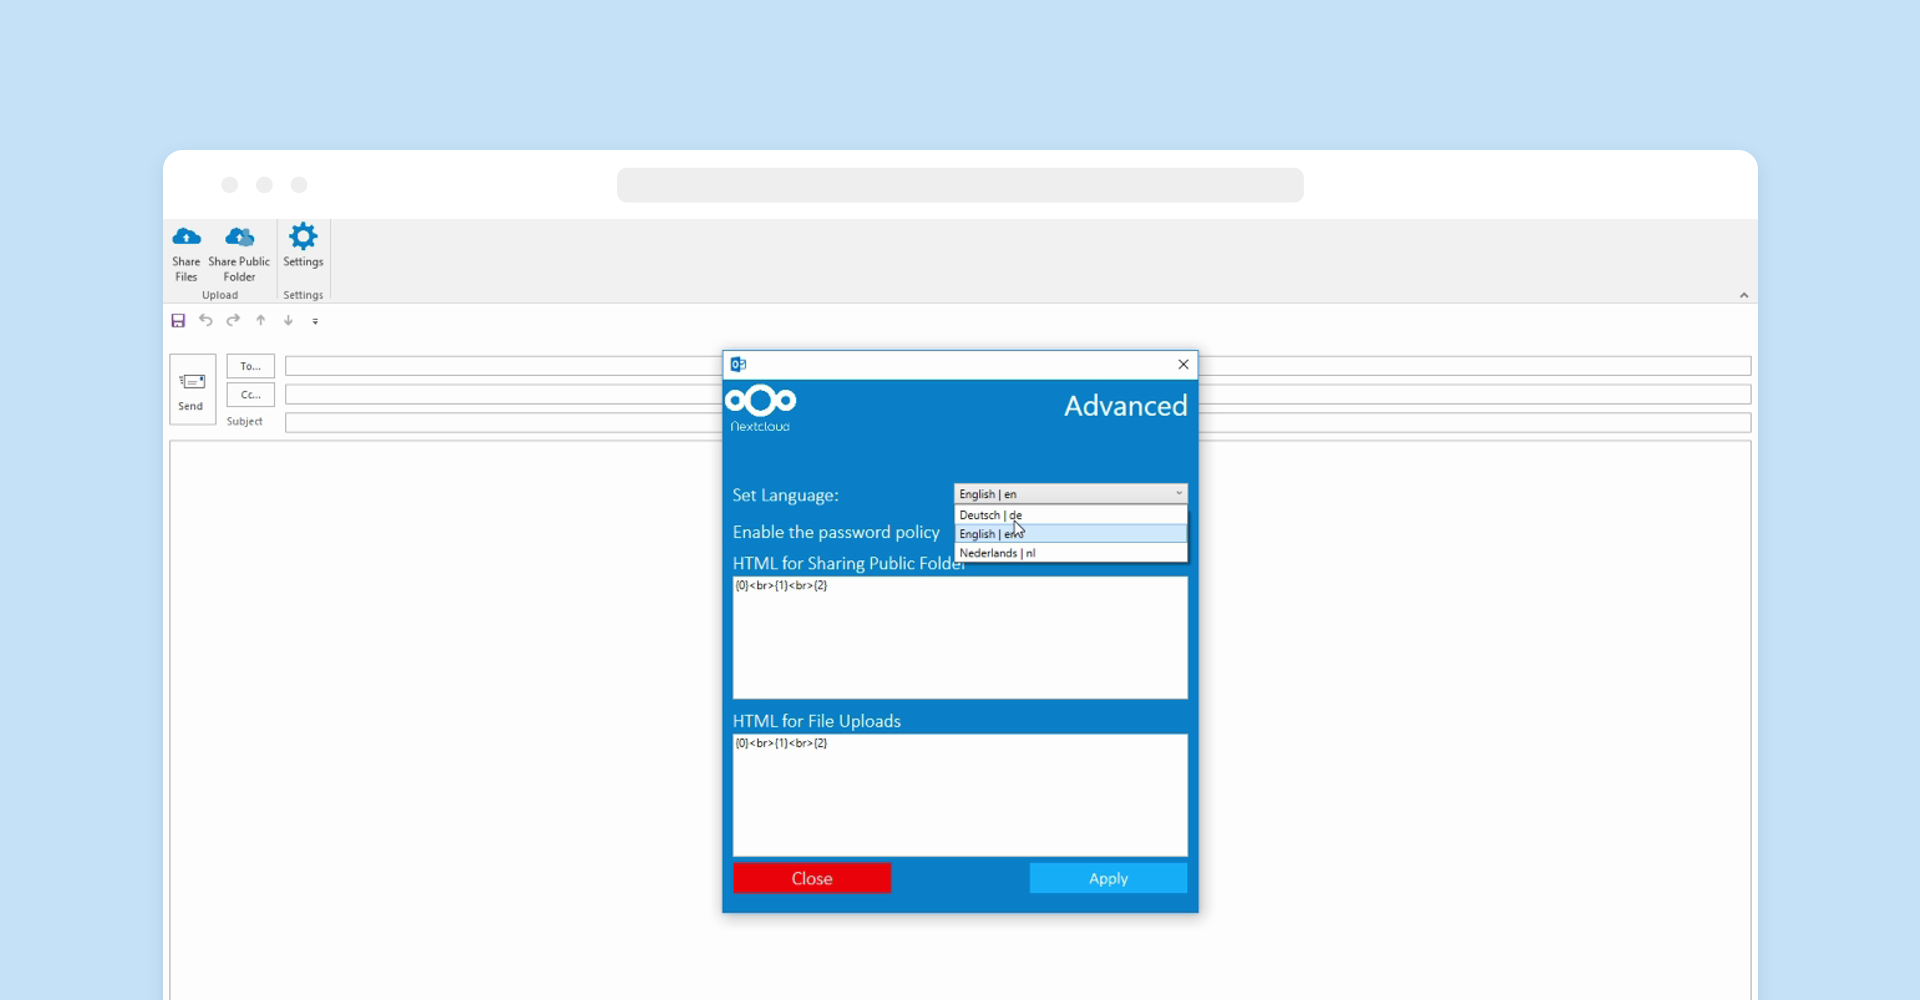 Share
Files
Share Public
Folder
Settings
Upload
Settings
To...
Cc...
Send
Subject
Nextcloud
Advanced
Set Language:
English | en
Deutsch | de
English | en
Nederlands | nl
Enable the password policy
HTML for Sharing Public Folder
{0}<br>{1}<br>{2}
HTML for File Uploads
{0}<br>{1}<br>{2}
Close
Apply